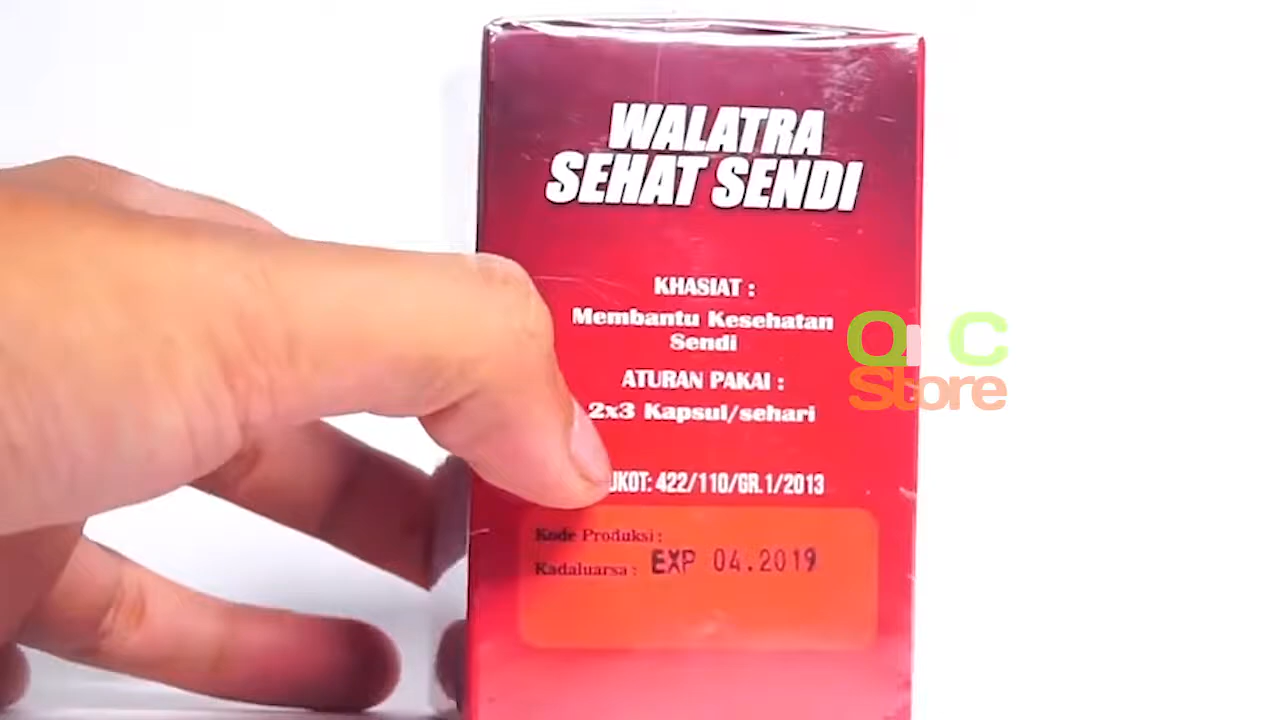 WALATRA
SEHAT SENDI
KHASIAT :
Membantu Kesehatan
Sendi
ATURAN PAKAI :
2x3 Kapsul/sehari
422/110/GR.1/2013
Kode Produksi :
Kadaluarsa : EXP 04.2019
Store